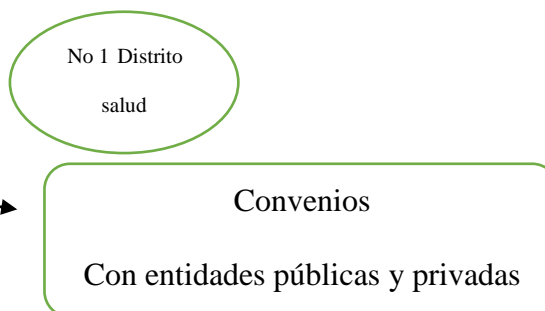 No 1 Distrito
salud
Convenios
Con entidades públicas y privadas